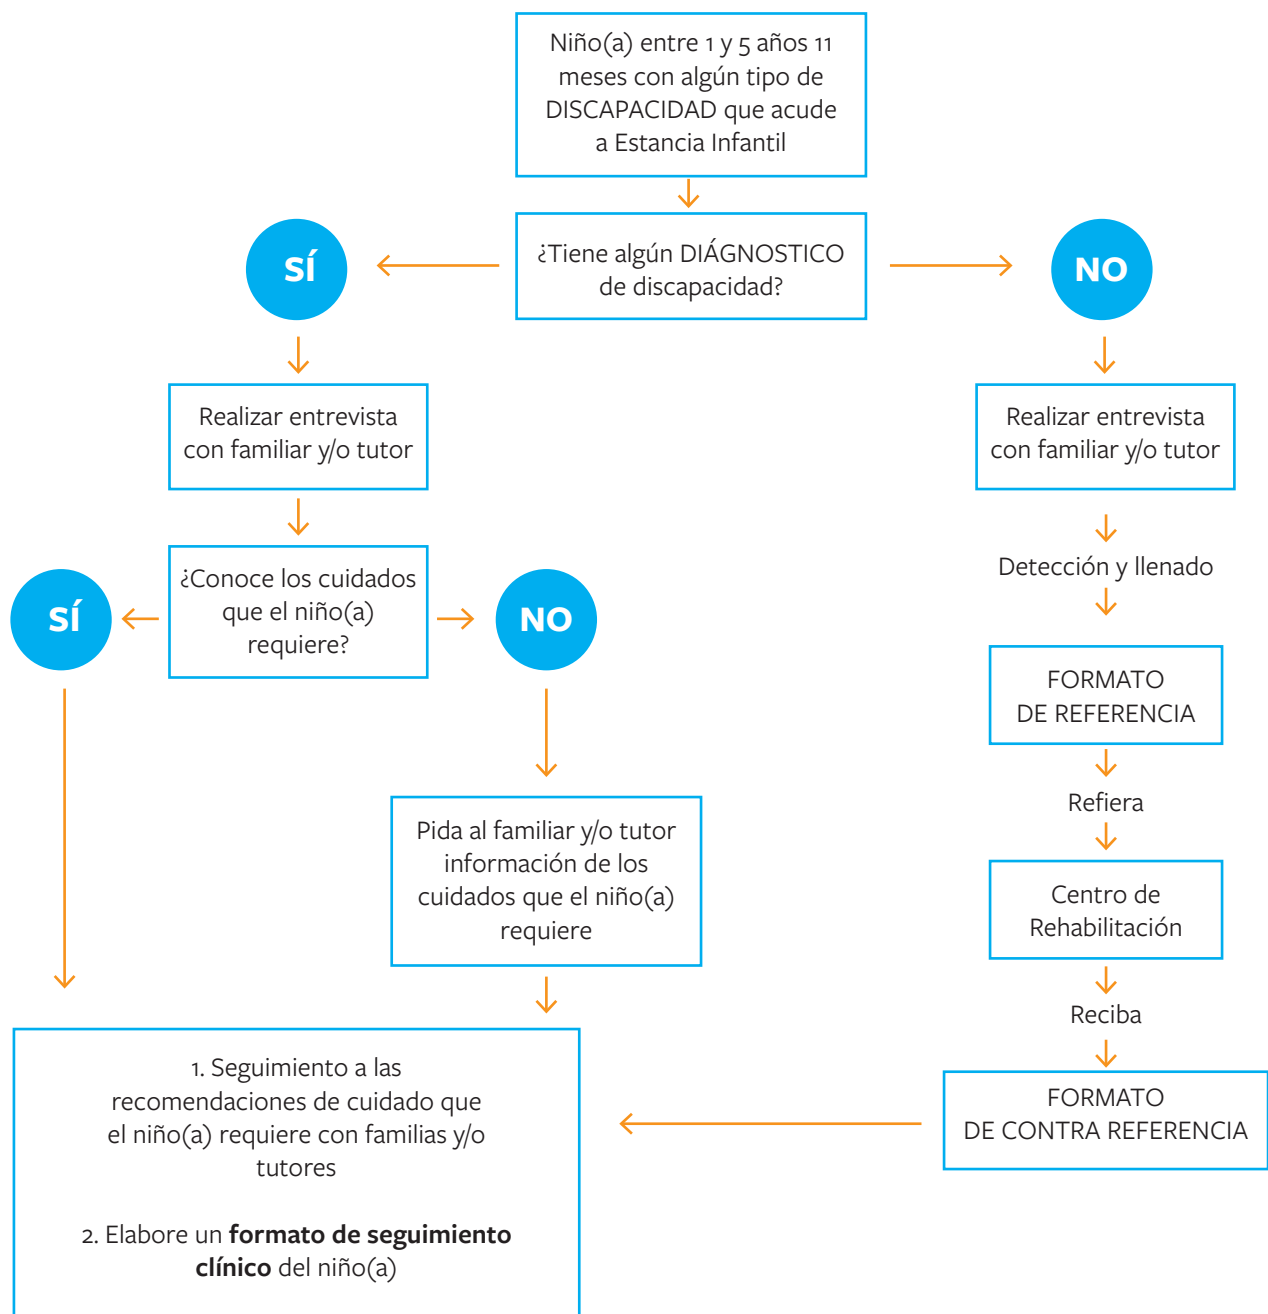 Niño(a) entre 1 y 5 años 11
meses con algún tipo de
DISCAPACIDAD que acude
a Estancia Infantil
¿Tiene algún DIÁGNOSTICO
de discapacidad?
SÍ
NO
Realizar entrevista
con familiar y/o tutor
Realizar entrevista
con familiar y/o tutor
¿Conoce los cuidados
que el niño(a)
requiere?
SÍ
NO
Detección y llenado
FORMATO
DE REFERENCIA
Refiera
Pida al familiar y/o tutor
información de los
cuidados que el niño(a)
requiere
Centro de
Rehabilitación
Reciba
FORMATO
DE CONTRA REFERENCIA
1. Seguimiento a las
recomendaciones de cuidado que
el niño(a) requiere con familias y/o
tutores
2. Elabore un formato de seguimiento
clínico del niño(a)